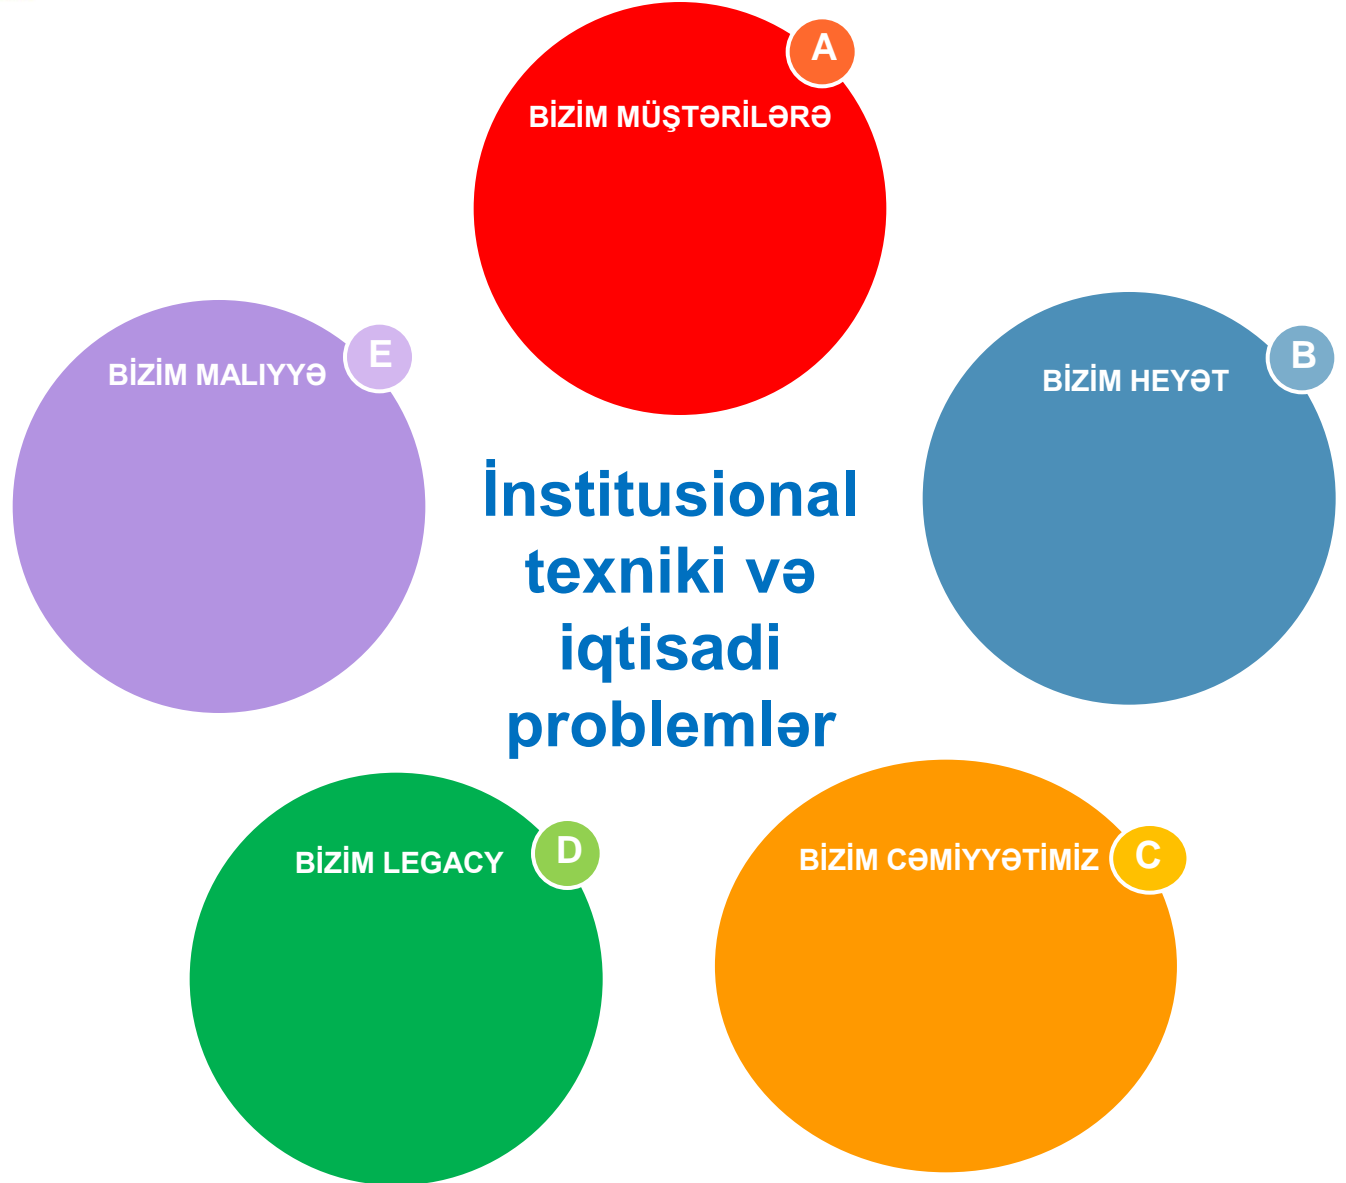 A
BİZİM MÜŞTƏRİLƏRƏ
B
BİZİM HEYƏT
E
BİZİM MALIYYƏ
İnstitusional
texniki və
iqtisadi
problemlər
C
BİZİM CƏMİYYƏTİMİZ
D
BİZİM LEGACY